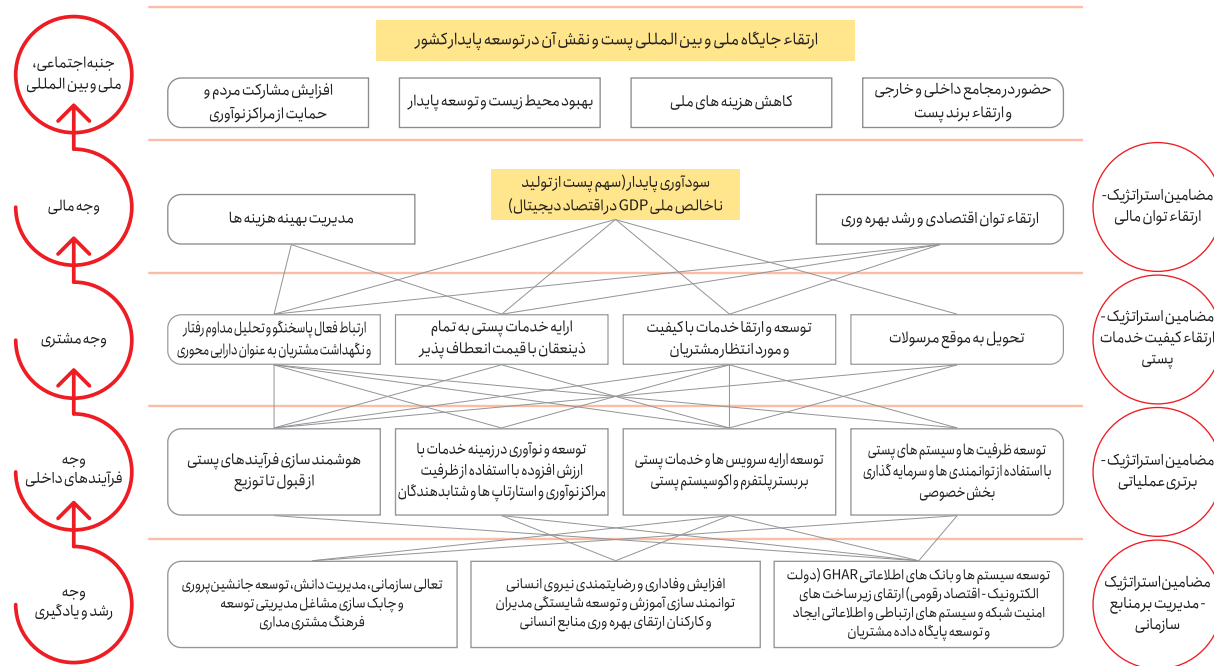 ارتقاء جایگاه ملی و بین المللی پست و نقش آن در توسعه پایدار کشور
حضور در مجامع داخلی و خارجی
و ارتقاء برند پست
کاهش هزینه های ملی
بهبود محیط زیست و توسعه پایدار
افزایش مشارکت مردم و
حمایت از مراکز نوآوری
جنبه اجتماعی،
ملی و بین المللی
مضامین استراتژیک-
ارتقاء توان مالی
ارتقاء توان اقتصادی و رشد بهره وری
سودآوری پایدار (سهم پست از تولید
ناخالص ملی GDP در اقتصاد دیجیتال)
مدیریت بهینه هزینه ها
وجه مالی
مضامین استراتژیک-
ارتقاء کیفیت خدمات
پستی
تحویل به موقع مرسولات
توسعه و ارتقا خدمات با کیفیت
و مورد انتظار مشتریان
ارایه خدمات پستی به تمام
ذینعقان با قیمت انعطاف پذیر
ارتباط فعال پاسخگو و تحلیل مداوم رفتار
و نگهداشت مشتریان به عنوان دارایی محوری
وجه مشتری
مضامین استراتژیک-
برتری عملیاتی
توسعه ظرفیت ها و سیستم های پستی
با استفاده از توانمندی ها و سرمایه گذاری
بخش خصوصی
توسعه ارایه سرویس ها و خدمات پستی
بر بستر پلتفرم و اکوسیستم پستی
توسعه و نوآوری در زمینه خدمات با
ارزش افزوده با استفاده از ظرفیت
مراکز نوآوری و استارتاپ ها و شتابدهندگان
هوشمند سازی فرآیندهای پستی
از قبول تا توزیع
وجه
فرآیندهای داخلی
مضامین استراتژیک
-مدیریت بر منابع
سازمانی
توسعه سیستم ها و بانک های اطلاعاتی GHAR (دولت
الکترونیک - اقتصاد رقومی) ارتقای زیر ساخت های
امنیت شبکه و سیستم های ارتباطی و اطلاعاتی ایجاد
و توسعه پایگاه داده مشتریان
افزایش وفاداری و رضایتمندی نیروی انسانی
توانمند سازی آموزش و توسعه شایستگی مدیران
و کارکنان ارتقای بهره وری منابع انسانی
تعالی سازمانی، مدیریت دانش، توسعه جانشین پروری
و چابک سازی مشاغل مدیریتی توسعه
فرهنگ مشتری مداری
وجه
رشد و یادگیری